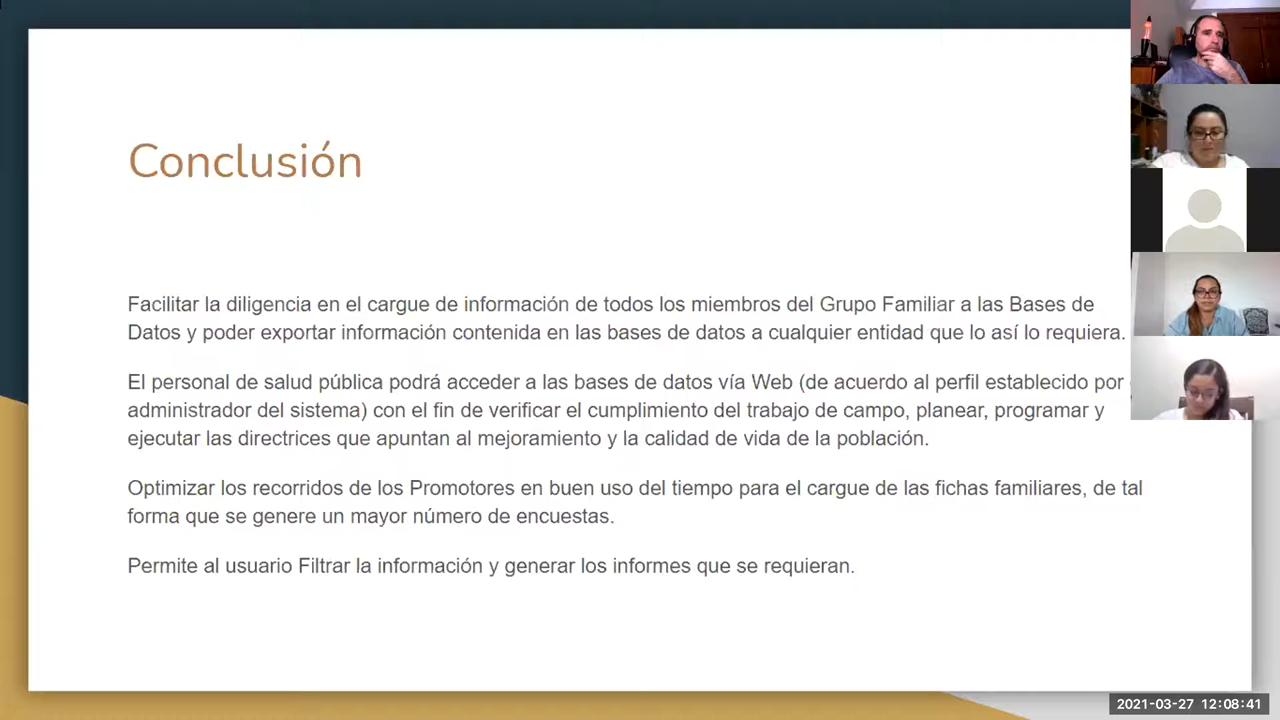 Conclusión
Facilitar la diligencia en el cargue de información de todos los miembros del Grupo Familiar a las Bases de
Datos y poder exportar información contenida en las bases de datos a cualquier entidad que lo así lo requiera.
El personal de salud pública podrá acceder a las bases de datos vía Web (de acuerdo al perfil establecido por
administrador del sistema) con el fin de verificar el cumplimiento del trabajo de campo, planear, programar y
ejecutar las directrices que apuntan al mejoramiento y la calidad de vida de la población.
Optimizar los recorridos de los Promotores en buen uso del tiempo para el cargue de las fichas familiares, de tal
forma que se genere un mayor número de encuestas.
Permite al usuario Filtrar la información y generar los informes que se requieran.
2021-03-27 12:08:41